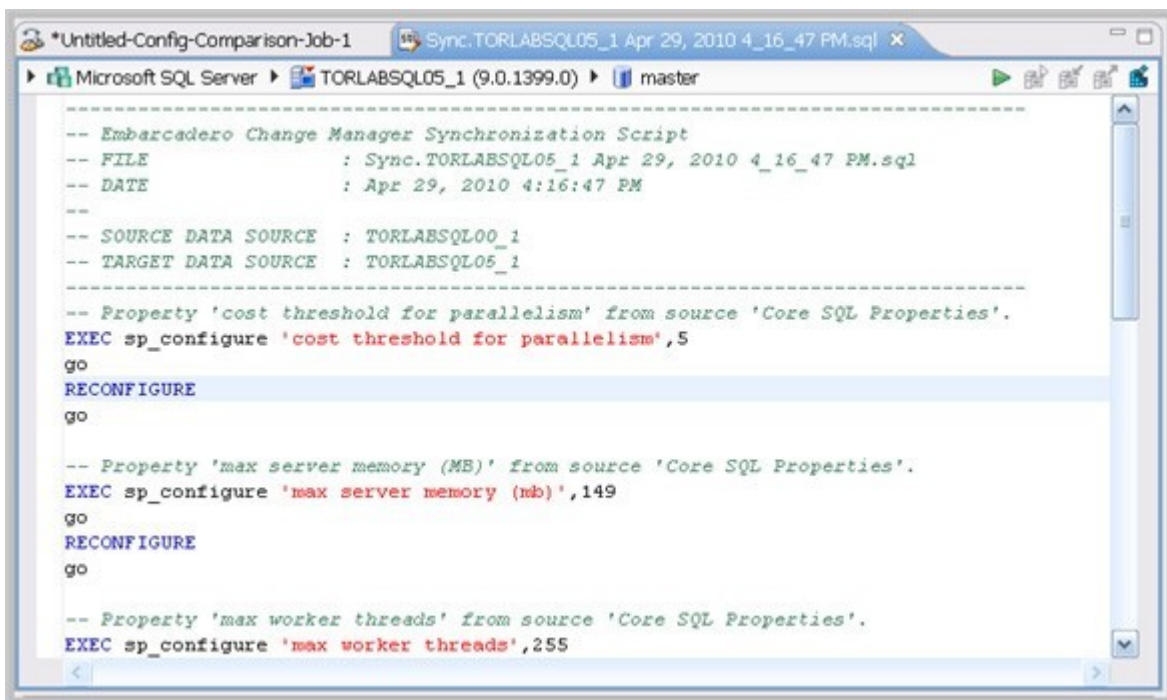 *Untitled-Config-Comparison-Job-1 Sync.TORLABSQL05_1 Apr 29, 2010 4_16_47 PM.sql
Microsoft SQL Server TORLABSQL05_1 (9.0.1399.0) master
--------------------------------------------------------------------------------
-- Embarcadero Change Manager Synchronization Script
-- FILE : Sync.TORLABSQL05_1 Apr 29, 2010 4_16_47 PM.sql
-- DATE : Apr 29, 2010 4:16:47 PM
--
-- SOURCE DATA SOURCE : TORLABSQL00_1
-- TARGET DATA SOURCE : TORLABSQL05_1
--------------------------------------------------------------------------------
-- Property 'cost threshold for parallelism' from source 'Core SQL Properties'.
EXEC sp_configure 'cost threshold for parallelism',5
go
RECONFIGURE
go
-- Property 'max server memory (MB)' from source 'Core SQL Properties'.
EXEC sp_configure 'max server memory (mb)',149
go
RECONFIGURE
go
-- Property 'max worker threads' from source 'Core SQL Properties'.
EXEC sp_configure 'max worker threads',255